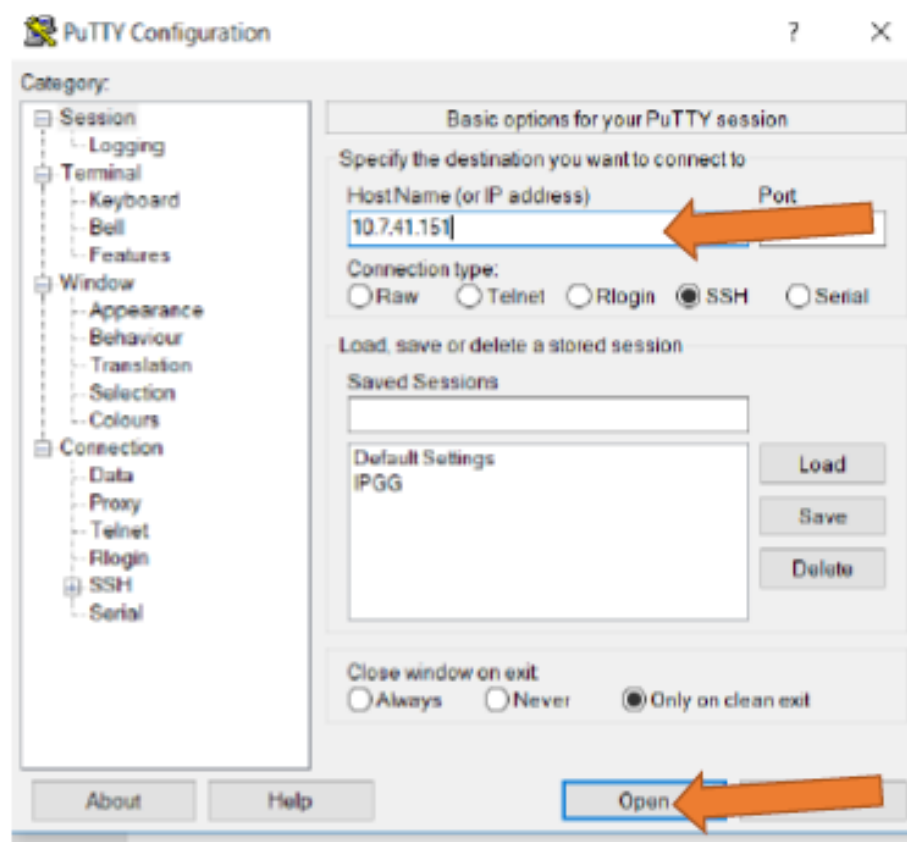 PuTTY Configuration
?
Category:
Session
Logging
Terminal
Keyboard
Bell
Features
Window
Appearance
Behaviour
Translation
Selection
Colours
Connection
Data
Proxy
Telnet
Rlogin
SSH
Serial
Basic options for your PuTTY session
Specify the destination you want to connect to
Host Name (or IP address) Port
10.7.41.151
Connection type:
Raw Telnet Rlogin SSH Serial
Load, save or delete a stored session
Saved Sessions
Default Settings
IPGG
Load
Save
Delete
Close window on exit
Always Never Only on clean exit
About Help Open